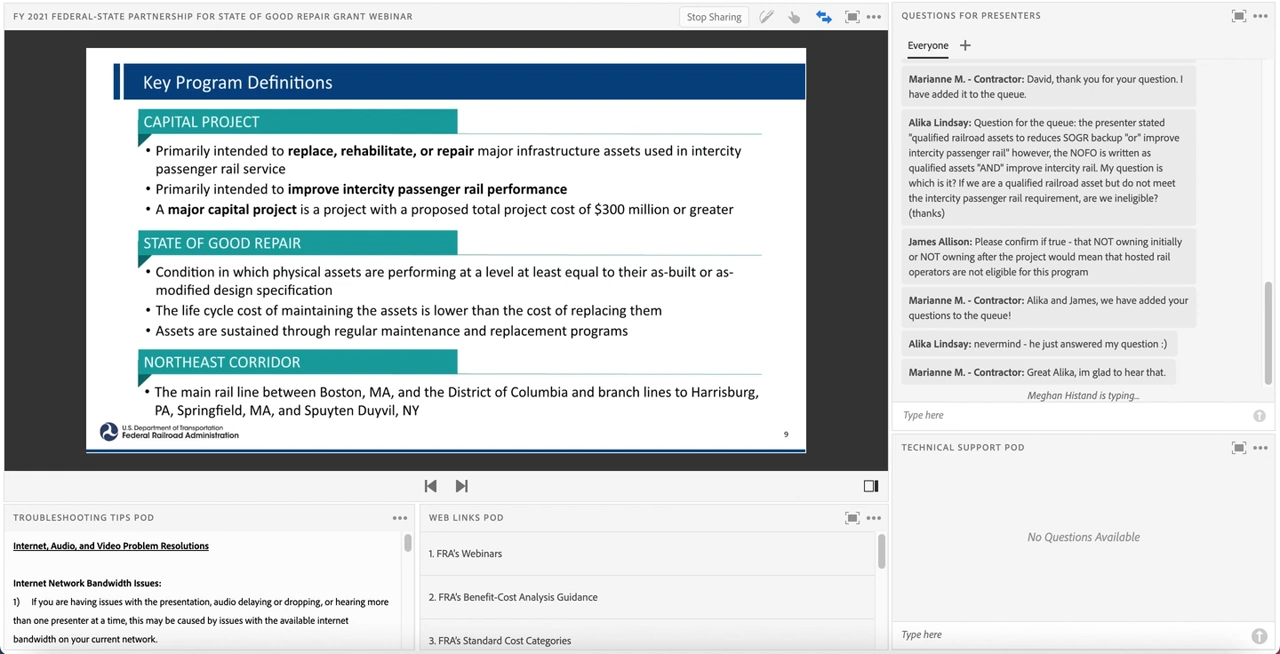 FY 2021 FEDERAL-STATE PARTNERSHIP FOR STATE OF GOOD REPAIR GRANT WEBINAR
Stop Sharing
Key Program Definitions
CAPITAL PROJECT
• Primarily intended to replace, rehabilitate, or repair major infrastructure assets used in intercity
passenger rail service
• Primarily intended to improve intercity passenger rail performance
• A major capital project is a project with a proposed total project cost of $300 million or greater
STATE OF GOOD REPAIR
• Condition in which physical assets are performing at a level at least equal to their as-built or as-
modified design specification
• The life cycle cost of maintaining the assets is lower than the cost of replacing them
• Assets are sustained through regular maintenance and replacement programs
NORTHEAST CORRIDOR
• The main rail line between Boston, MA, and the District of Columbia and branch lines to Harrisburg,
PA, Springfield, MA, and Spuyten Duyvil, NY
U.S. Department of Transportation
Federal Railroad Administration
9
TROUBLESHOOTING TIPS POD
Internet, Audio, and Video Problem Resolutions
Internet Network Bandwidth Issues:
1) If you are having issues with the presentation, audio delaying or dropping, or hearing more
than one presenter at a time, this may be caused by issues with the available internet
bandwidth on your current network.
WEB LINKS POD
1. FRA's Webinars
2. FRA's Benefit-Cost Analysis Guidance
3. FRA's Standard Cost Categories
QUESTIONS FOR PRESENTERS
Everyone
Marianne M. - Contractor: David, thank you for your question. I
have added it to the queue.
Alika Lindsay: Question for the queue: the presenter stated
"qualified railroad assets to reduces SOGR backup "or" improve
intercity passenger rail" however, the NOFO is written as
qualified assets "AND" improve intercity rail. My question is
which is it? If we are a qualified railroad asset but do not meet
the intercity passenger rail requirement, are we ineligible?
(thanks)
James Allison: Please confirm if true - that NOT owning initially
or NOT owning after the project would mean that hosted rail
operators are not eligible for this program
Marianne M. - Contractor: Alika and James, we have added your
questions to the queue!
Alika Lindsay: nevermind - he just answered my question :)
Marianne M. - Contractor: Great Alika, im glad to hear that.
Meghan Histand is typing...
Type here
TECHNICAL SUPPORT POD
No Questions Available
Type here